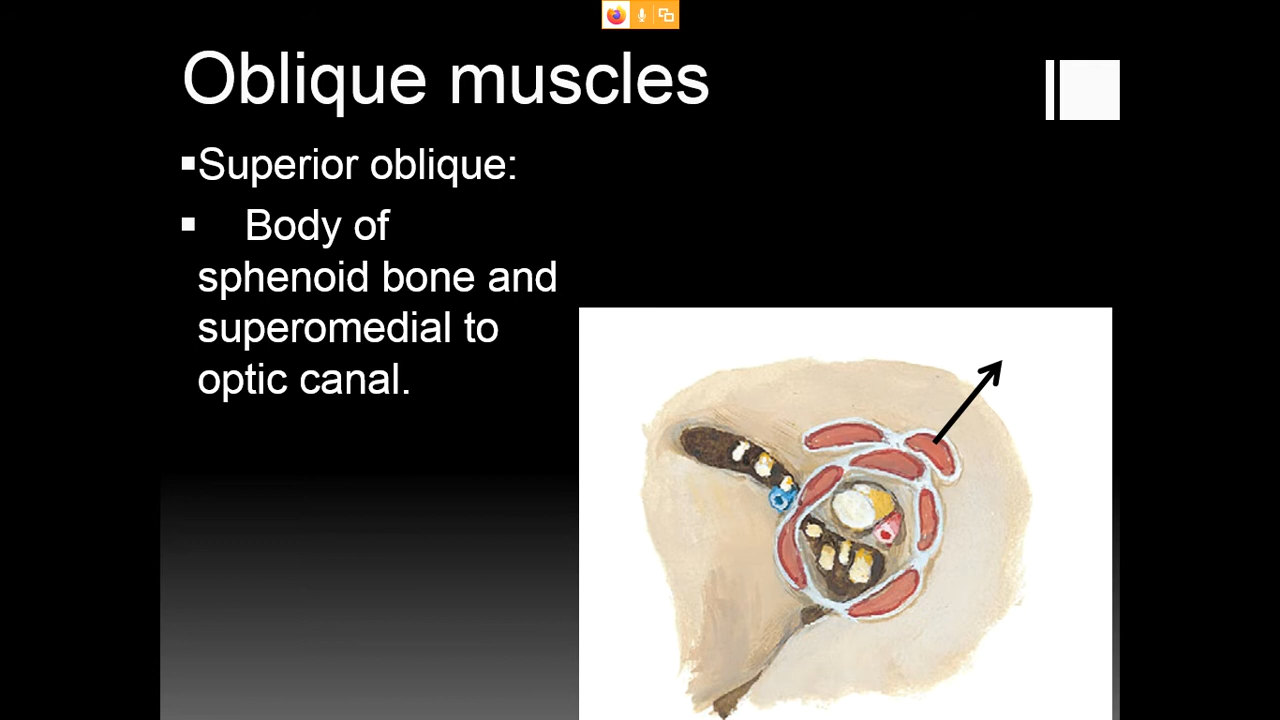 Oblique muscles
▪Superior oblique:
▪ Body of
sphenoid bone and
superomedial to
optic canal.